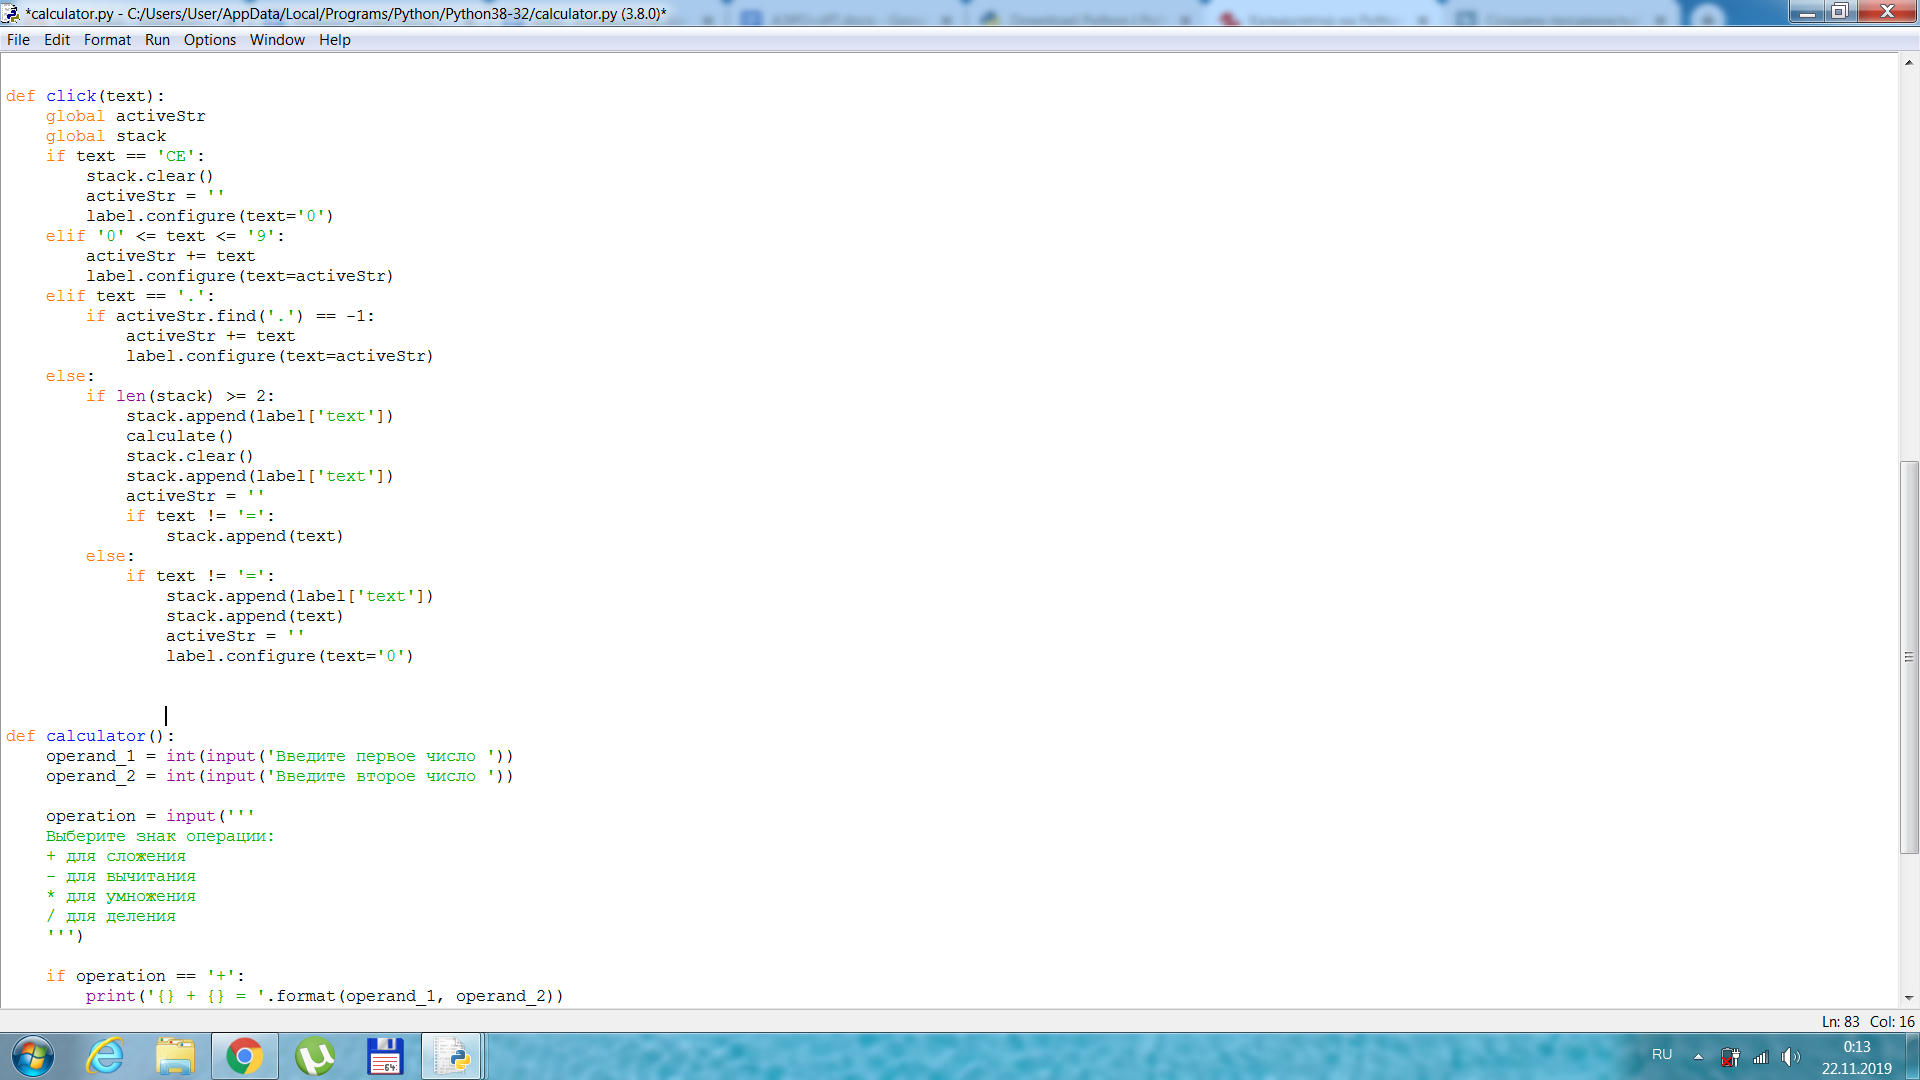 *calculator.py - C:/Users/User/AppData/Local/Programs/Python/Python38-32/calculator.py (3.8.0)*
File Edit Format Run Options Window Help
def click(text):
    global activeStr
    global stack
    if text == 'CE':
        stack.clear()
        activeStr = ''
        label.configure(text='0')
    elif '0' <= text <= '9':
        activeStr += text
        label.configure(text=activeStr)
    elif text == '.':
        if activeStr.find('.') == -1:
            activeStr += text
            label.configure(text=activeStr)
    else:
        if len(stack) >= 2:
            stack.append(label['text'])
            calculate()
            stack.clear()
            stack.append(label['text'])
            activeStr = ''
            if text != '=':
                stack.append(text)
        else:
            if text != '=':
                stack.append(label['text'])
                stack.append(text)
                activeStr = ''
                label.configure(text='0')
def calculator():
    operand_1 = int(input('Введите первое число '))
    operand_2 = int(input('Введите второе число '))
    operation = input('''
    Выберите знак операции:
    + для сложения
    - для вычитания
    * для умножения
    / для деления
    ''')
    if operation == '+':
        print('{} + {} = '.format(operand_1, operand_2))
Ln: 83 Col: 16
64
RU
0:13
22.11.2019